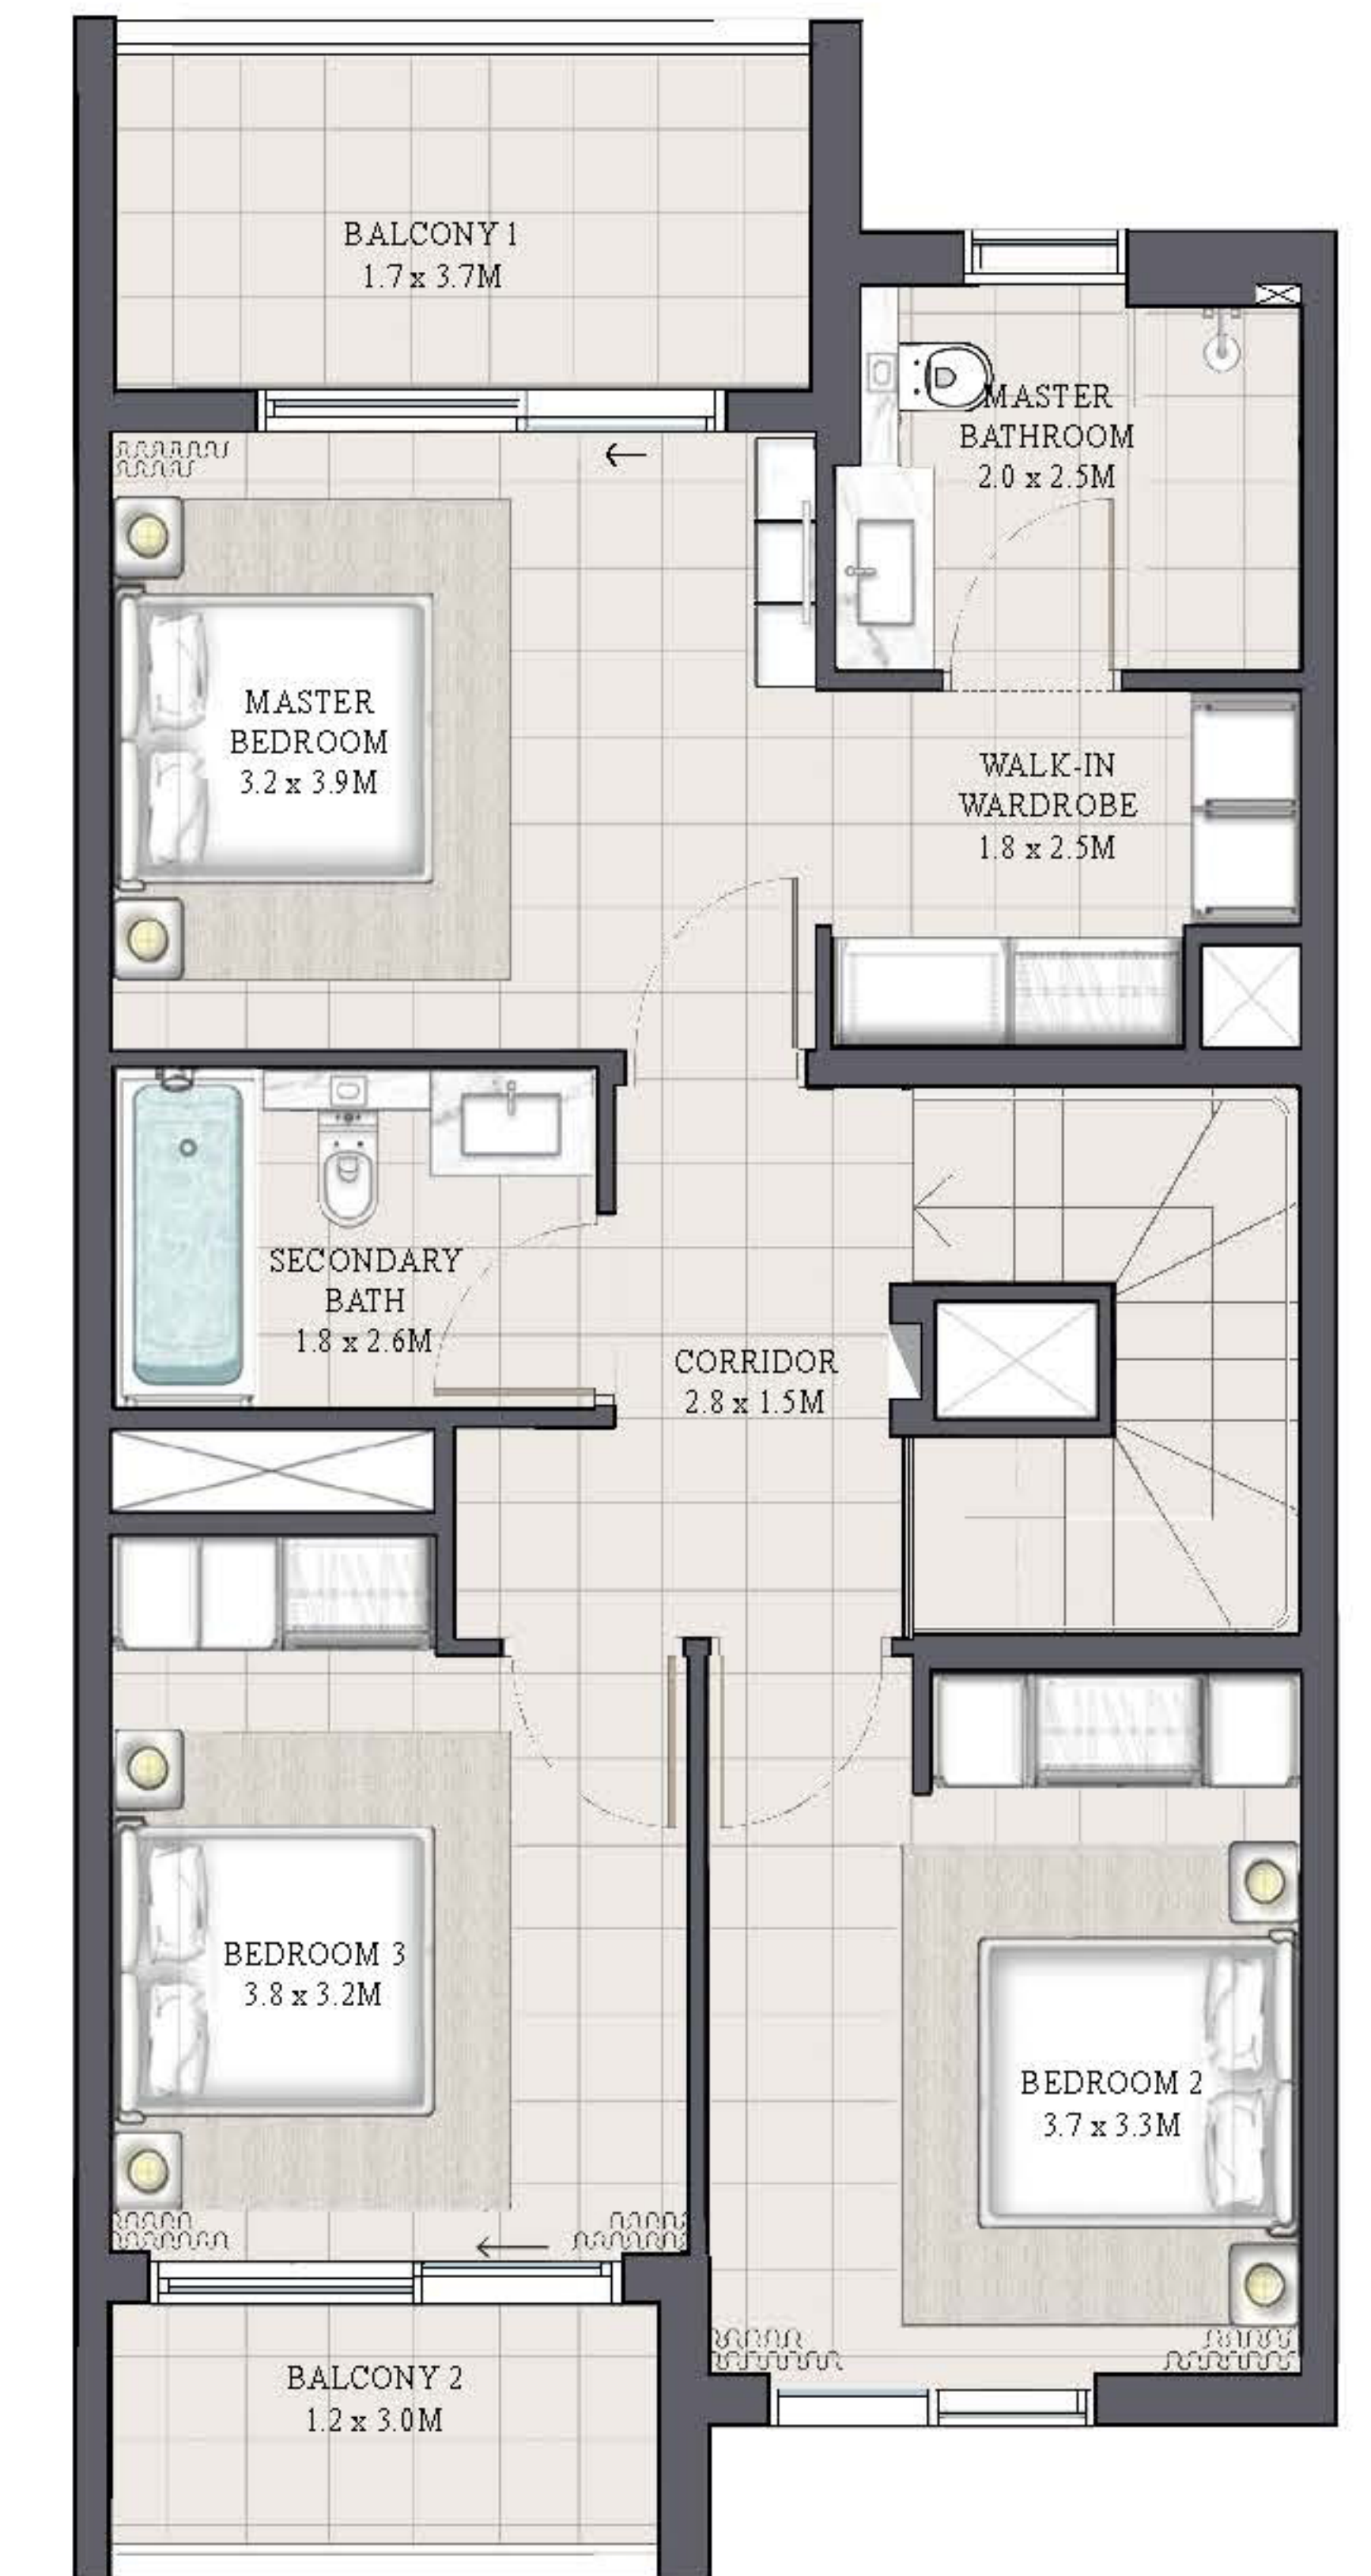 BALCONY 1
1.7 x 3.7M
MASTER
BATHROOM
2.0 x 2.5M
MASTER
BEDROOM
3.2 x 3.9M
WALK-IN
WARDROBE
1.8 x 2.5M
SECONDARY
BATH
1.8 x 2.6M
CORRIDOR
2.8 x 1.5M
BEDROOM 3
3.8 x 3.2M
BEDROOM 2
3.7 x 3.3M
BALCONY 2
1.2 x 3.0M